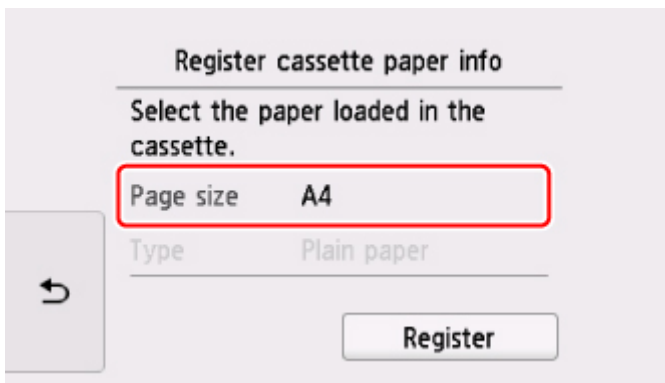 Register cassette paper info
Select the paper loaded in the
cassette.
Page size A4
Type Plain paper
Register